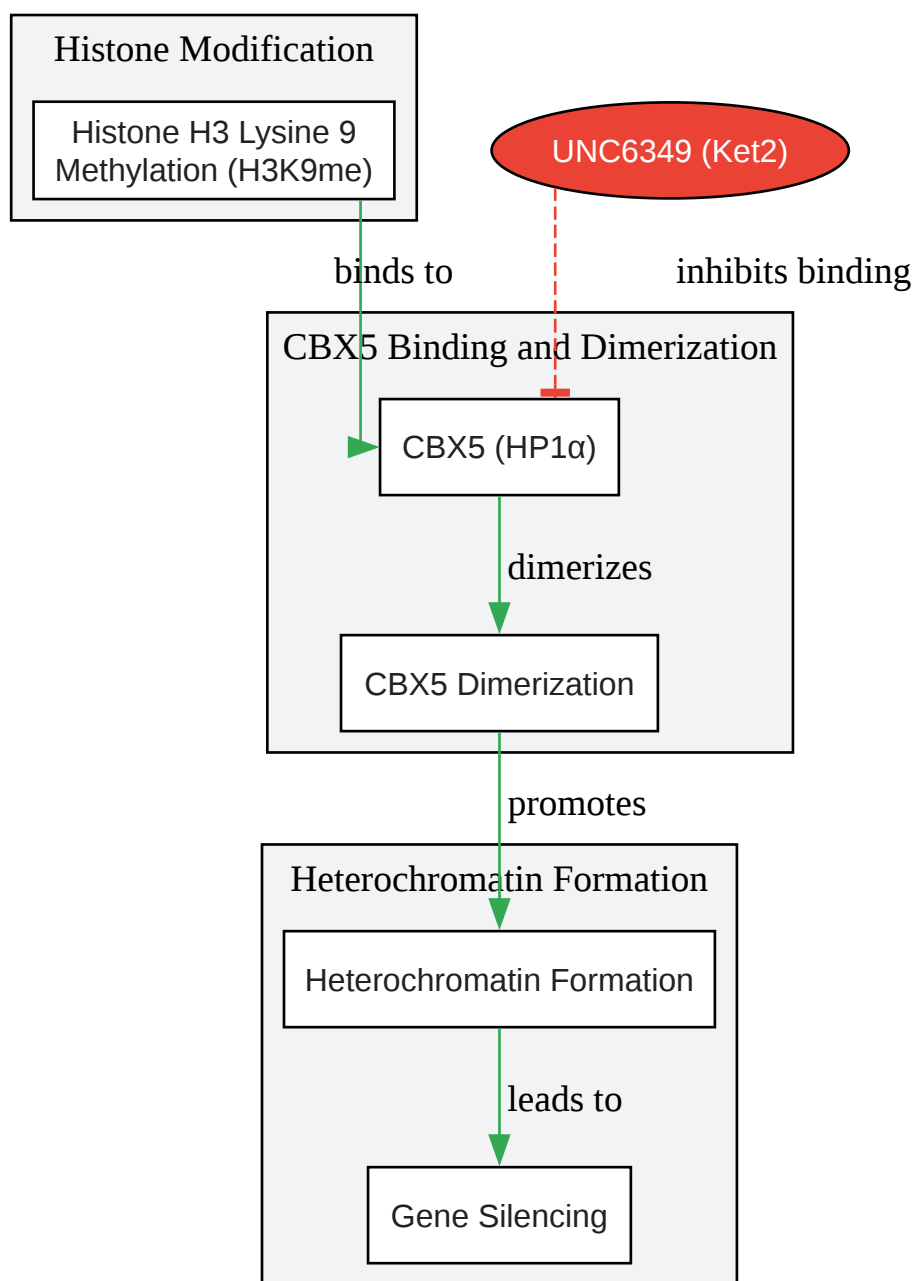 Histone Modification
Histone H3 Lysine 9
Methylation (H3K9me)
UNC6349 (Ket2)
binds to
inhibits binding
CBX5 Binding and Dimerization
CBX5 (HP1α)
dimerizes
CBX5 Dimerization
promotes
Heterochromatin Formation
Heterochromatin Formation
leads to
Gene Silencing